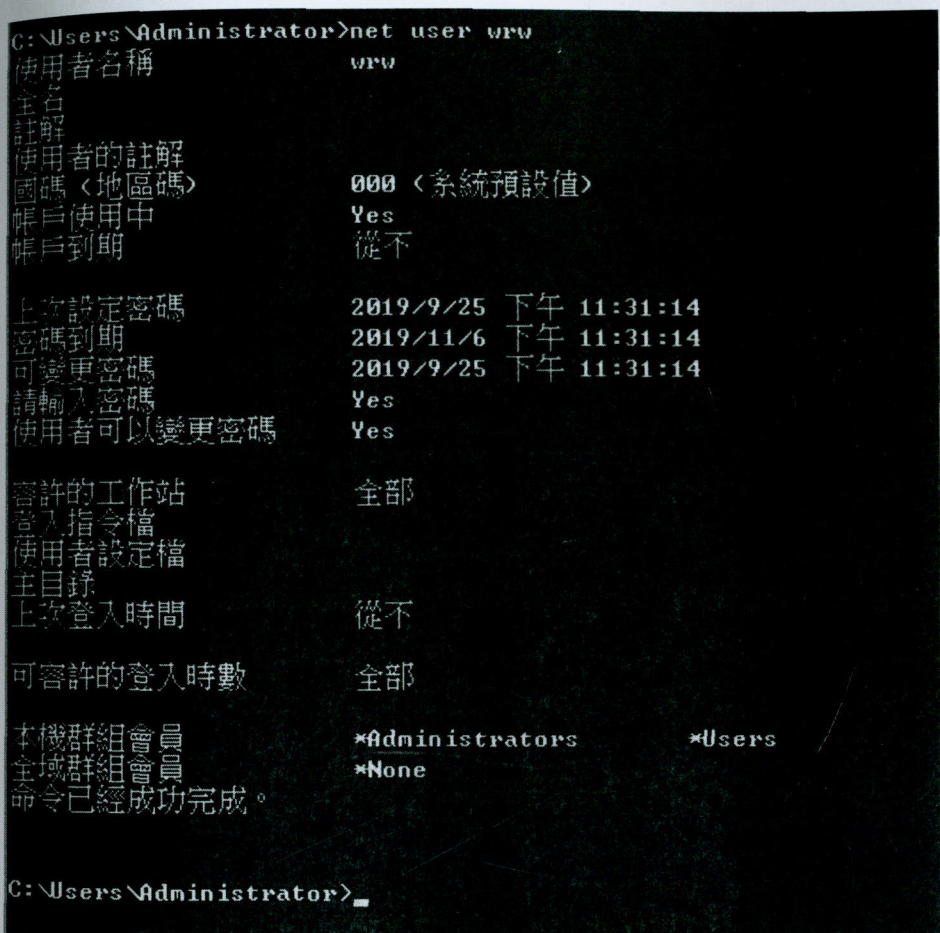 C:\Users\Administrator>net user wrw
使用者名稱 wrw
全名
註解
使用者的註解
國碼 (地區碼) 000 (系統預設值)
帳戶使用中 Yes
帳戶到期 從不
上次設定密碼 2019/9/25 下午 11:31:14
密碼到期 2019/11/6 下午 11:31:14
可變更密碼 2019/9/25 下午 11:31:14
請輸入密碼 Yes
使用者可以變更密碼 Yes
容許的工作站 全部
登入指令檔
使用者設定檔
主目錄
上次登入時間 從不
可容許的登入時數 全部
本機群組會員 *Administrators *Users
全域群組會員 *None
命令已經成功完成。
C:\Users\Administrator>_